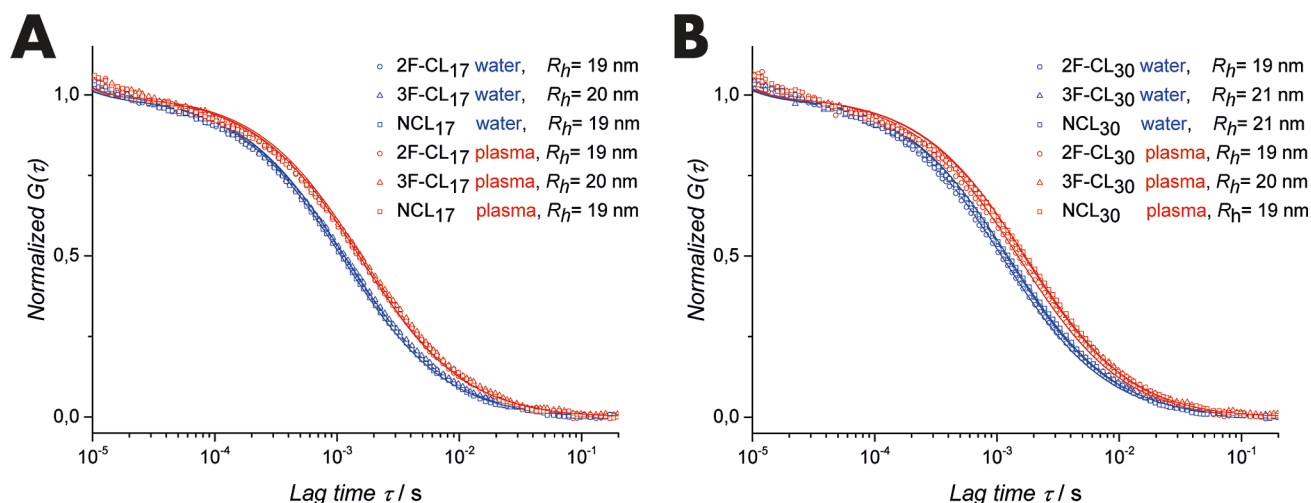 A
2F-CL17 water, Rh= 19 nm
3F-CL17 water, Rh= 20 nm
NCL17 water, Rh= 19 nm
2F-CL17 plasma, Rh= 19 nm
3F-CL17 plasma, Rh= 20 nm
NCL17 plasma, Rh= 19 nm
Normalized G(τ)
1,0
0,5
0,0
10-5
10-4
10-3
10-2
10-1
Lag time τ / s
B
2F-CL30 water, Rh= 19 nm
3F-CL30 water, Rh= 21 nm
NCL30 water, Rh= 21 nm
2F-CL30 plasma, Rh= 19 nm
3F-CL30 plasma, Rh= 20 nm
NCL30 plasma, Rh= 19 nm
Normalized G(τ)
1,0
0,5
0,0
10-5
10-4
10-3
10-2
10-1
Lag time τ / s